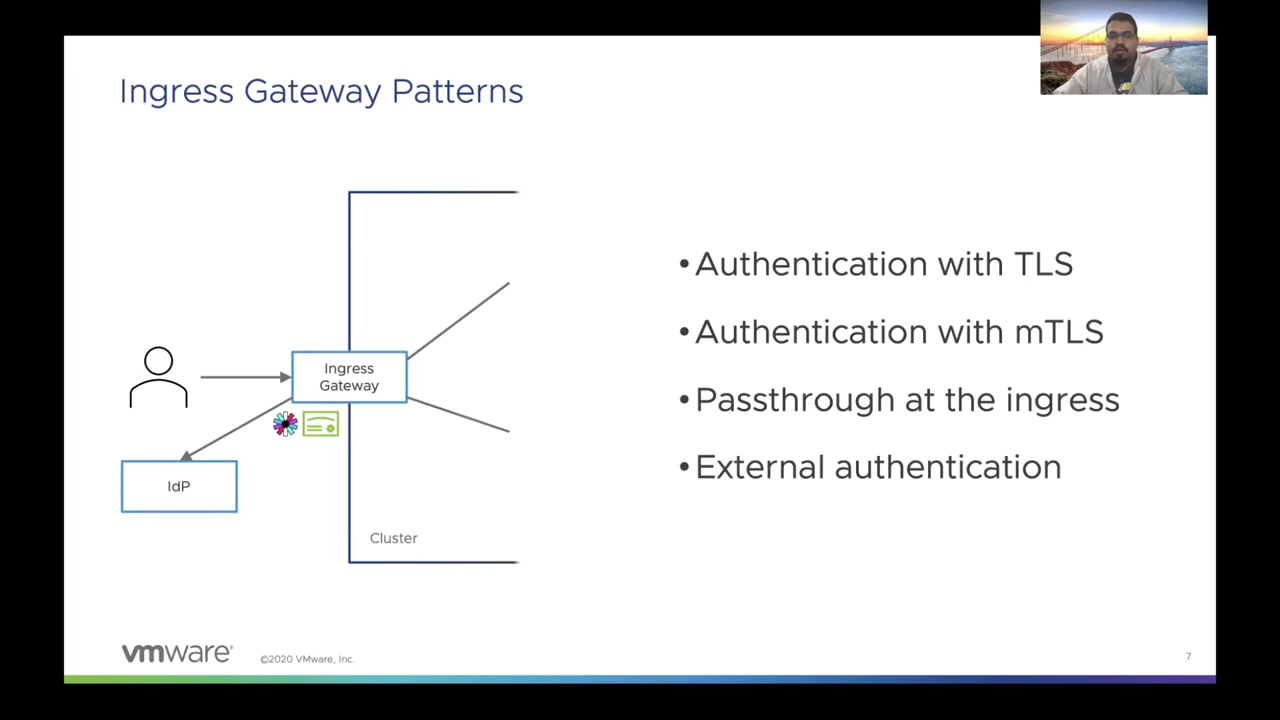 Ingress Gateway Patterns
Ingress
Gateway
IdP
Cluster
• Authentication with TLS
• Authentication with mTLS
• Passthrough at the ingress
• External authentication
vmware®
©2020 VMware, Inc.
7